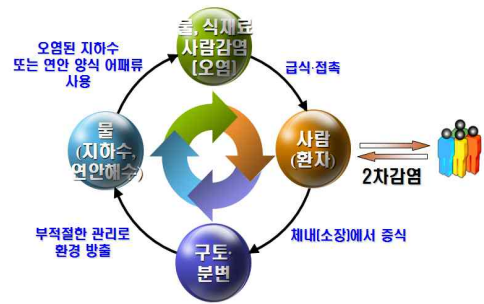 물, 식재료
사람감염
[오염]
오염된 지하수
또는 연안 양식 어패류
사용
급식·접촉
물
(지하수,
연안해수)
사람
(환자)
2차감염
부적절한 관리로
환경 방출
구토·
분변
체내(소장)에서 증식